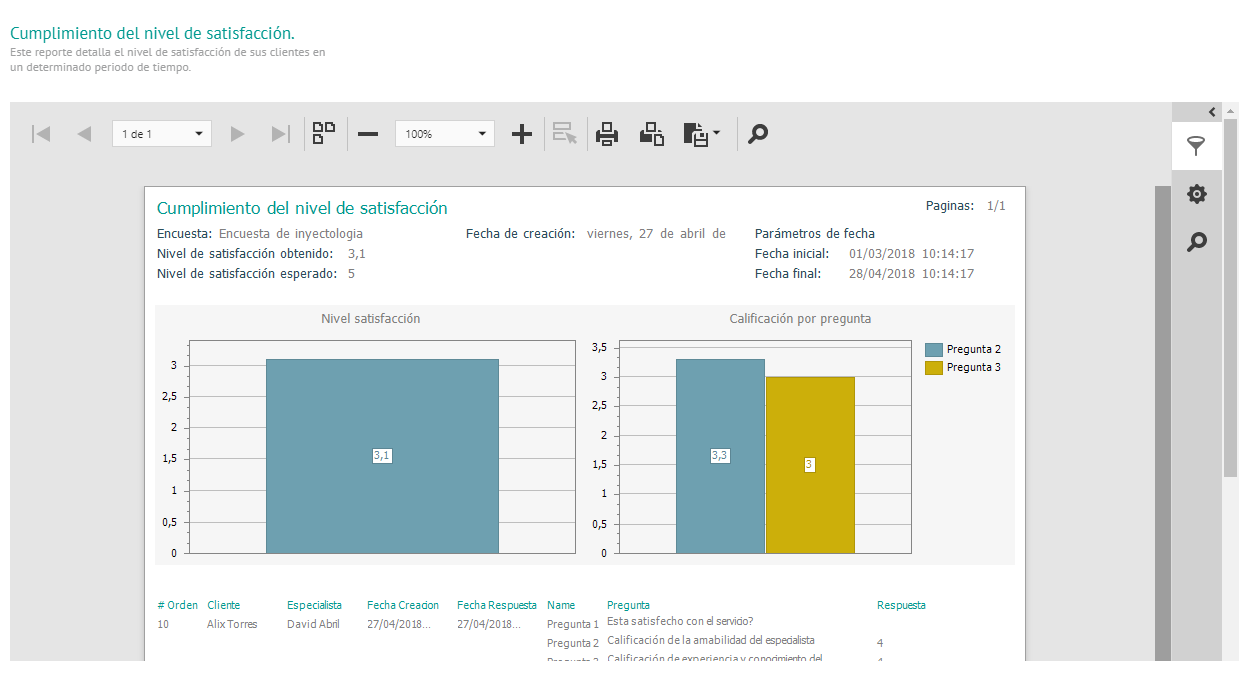 Cumplimiento del nivel de satisfacción.
Este reporte detalla el nivel de satisfacción de sus clientes en
un determinado periodo de tiempo.
1 de 1
100%
Cumplimiento del nivel de satisfacción
Paginas: 1/1
Encuesta: Encuesta de inyectologia
Fecha de creación: viernes, 27 de abril de
Parámetros de fecha
Nivel de satisfacción obtenido: 3,1
Fecha inicial: 01/03/2018 10:14:17
Nivel de satisfacción esperado: 5
Fecha final: 28/04/2018 10:14:17
Nivel satisfacción
3
2,5
2
1,5
1
0,5
0
3,1
Calificación por pregunta
3,5
3
2,5
2
1,5
1
0,5
0
3,3
3
Pregunta 2
Pregunta 3
# Orden Cliente Especialista Fecha Creacion Fecha Respuesta Name Pregunta Respuesta
10 Alix Torres David Abril 27/04/2018... 27/04/2018... Pregunta 1 Esta satisfecho con el servicio?
Pregunta 2 Calificación de la amabilidad del especialista 4
Pregunta 3 Calificación de experiencia y conocimiento del 4